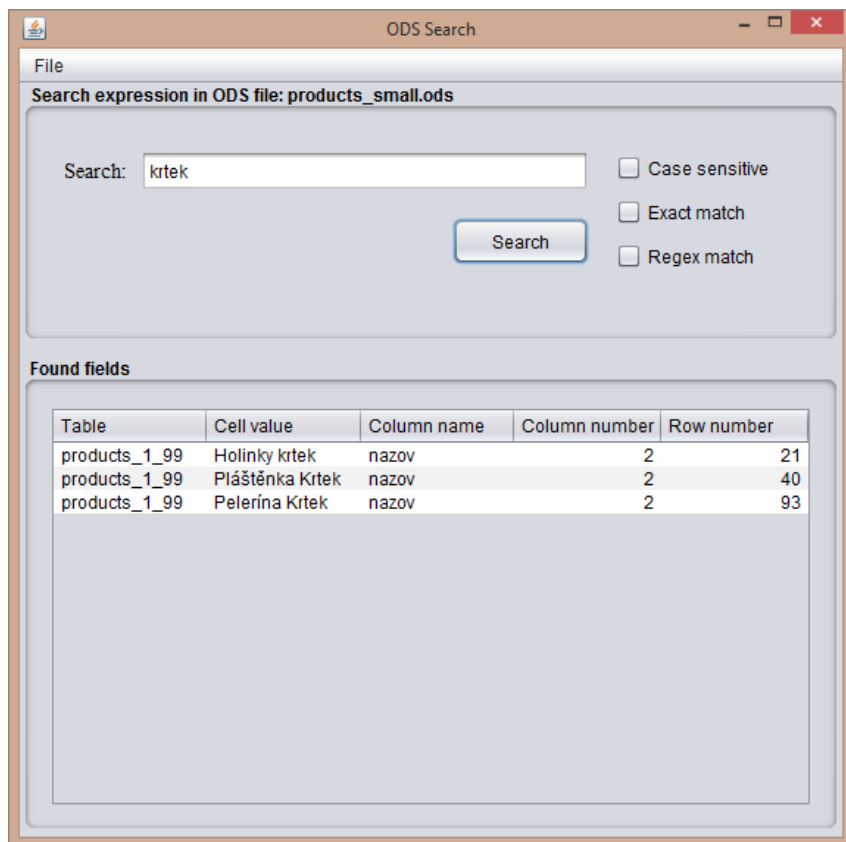 ODS Search
File
Search expression in ODS file: products_small.ods
Search: krtek
Case sensitive
Exact match
Search
Regex match
Found fields
Table Cell value Column name Column number Row number
products_1_99 Holinky krtek nazov 2 21
products_1_99 Pláštěnka Krtek nazov 2 40
products_1_99 Pelerína Krtek nazov 2 93